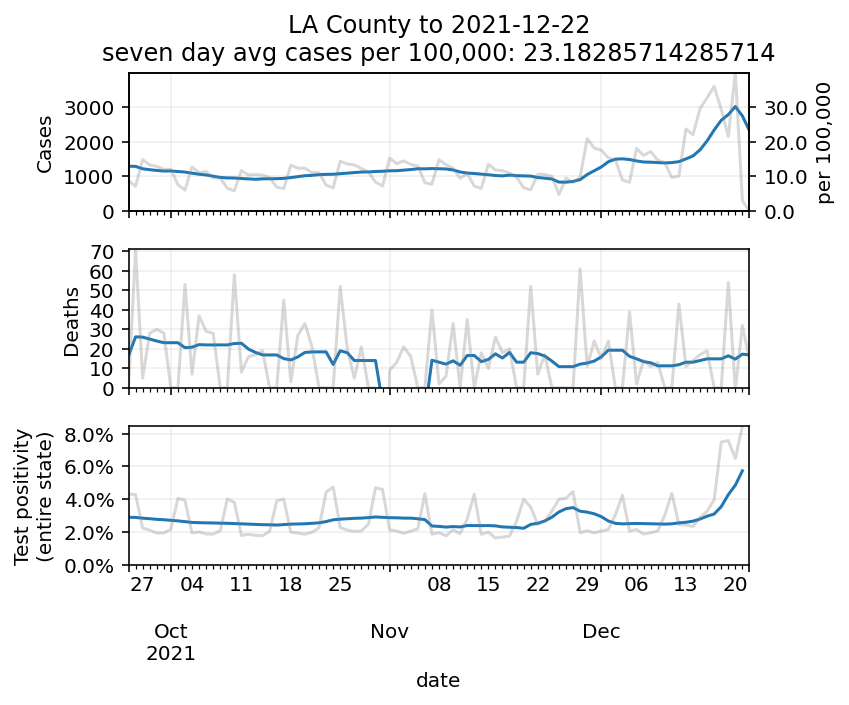 LA County to 2021-12-22
seven day avg cases per 100,000: 23.18285714285714
Cases
3000
2000
1000
0
30.0
20.0
10.0
0.0
per 100,000
Deaths
70
60
50
40
30
20
10
0
Test positivity
(entire state)
8.0%
6.0%
4.0%
2.0%
0.0%
27 04 11 18 25 08 15 22 29 06 13 20
Oct Nov Dec
2021
date